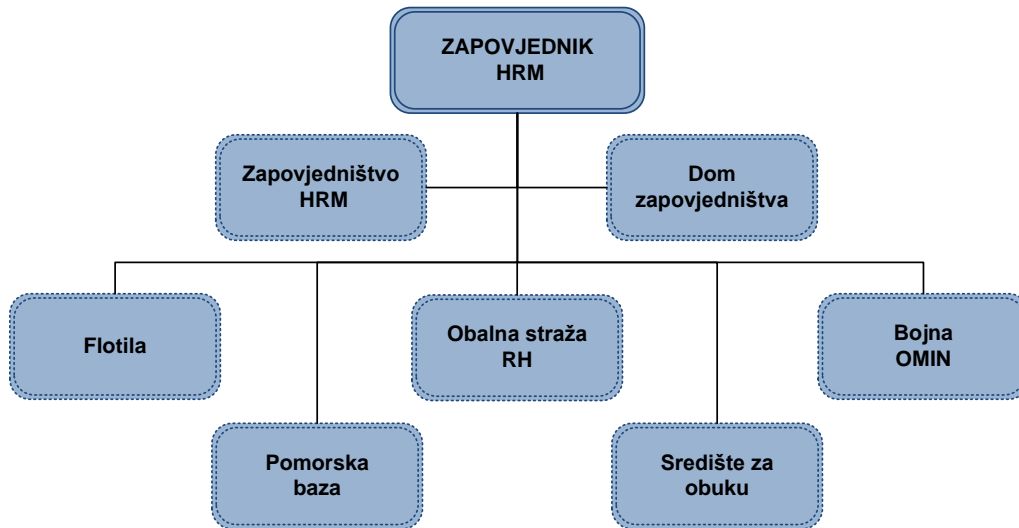 ZAPOVJEDNIK
HRM
Zapovjedništvo
HRM
Dom
zapovjedništva
Flotila
Obalna straža
RH
Bojna
OMIN
Pomorska
baza
Središte za
obuku